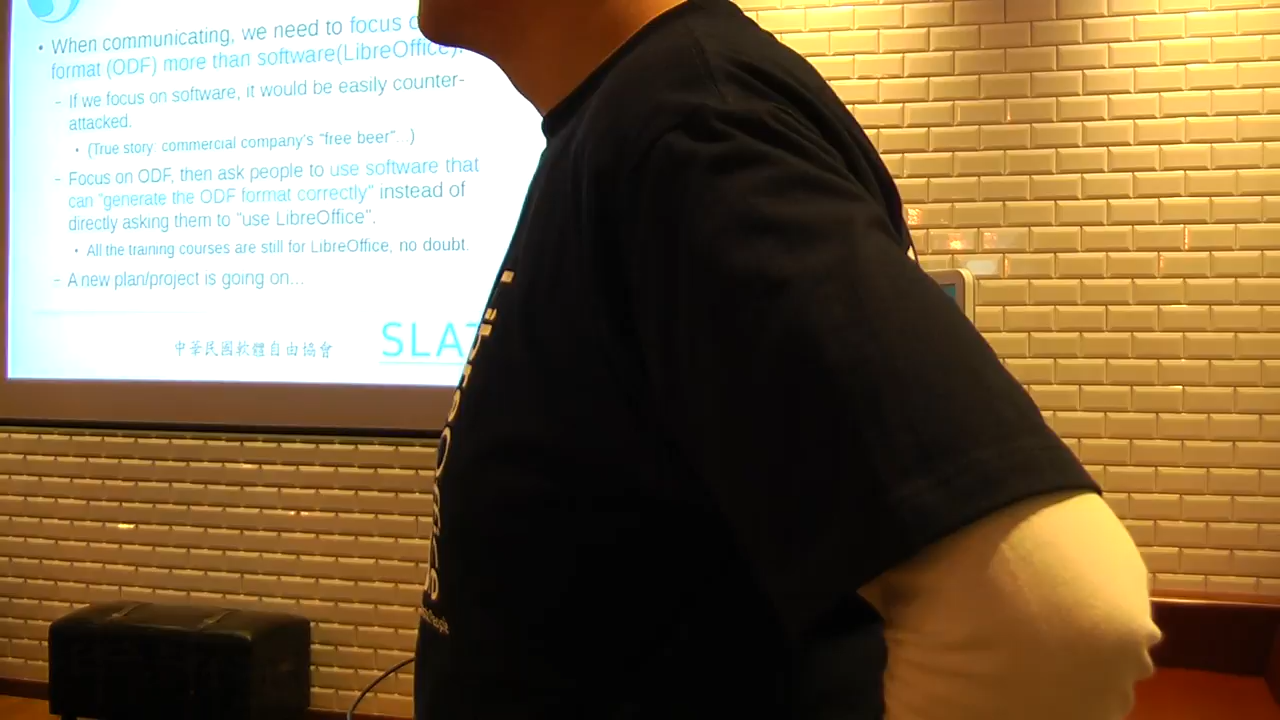 • When communicating, we need to focus
format (ODF) more than software(LibreOffice).
– If we focus on software, it would be easily counter-
attacked.
• (True story: commercial company's "free beer"...)
– Focus on ODF, then ask people to use software that
can "generate the ODF format correctly" instead of
directly asking them to "use LibreOffice".
• All the training courses are still for LibreOffice, no doubt.
– A new plan/project is going on...
中華民國軟體自由協會
SLAT
LibreOffice